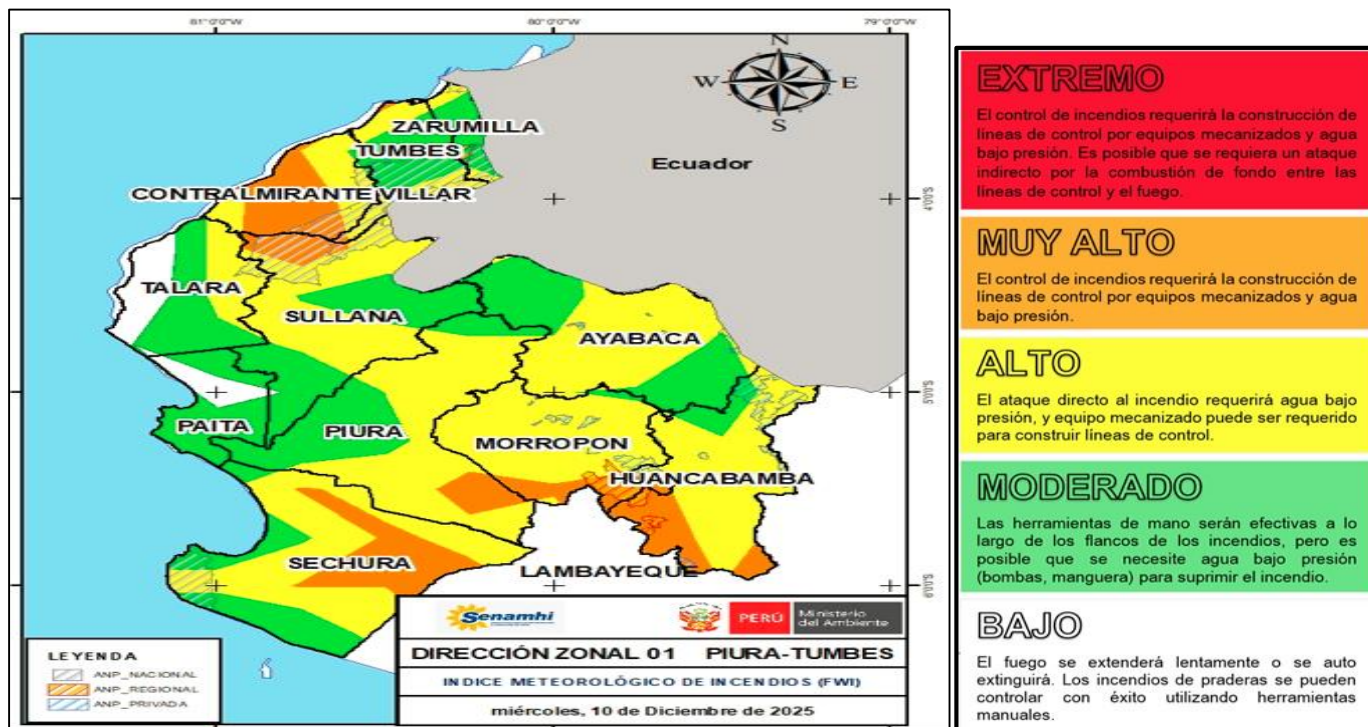 81°0'0"W
80°0'0"W
79°0'0"W
N
W
E
S
ZARUMILLA
TUMBES
Ecuador
CONTRALMIRANTE VILLAR
4°0'0"S
TALARA
SULLANA
AYABACA
5°0'0"S
PAITA
PIURA
MORROPON
HUANCABAMBA
SECHURA
LAMBAYEQUE
6°0'0"S
LEYENDA
ANP_NACIONAL
ANP_REGIONAL
ANP_PRIVADA
Senamhi
PERÚ
Ministerio
del Ambiente
DIRECCIÓN ZONAL 01 PIURA-TUMBES
INDICE METEOROLÓGICO DE INCENDIOS (FWI)
miércoles, 10 de Diciembre de 2025
EXTREMO
El control de incendios requerirá la construcción de
líneas de control por equipos mecanizados y agua
bajo presión. Es posible que se requiera un ataque
indirecto por la combustión de fondo entre las
líneas de control y el fuego.
MUY ALTO
El control de incendios requerirá la construcción de
líneas de control por equipos mecanizados y agua
bajo presión.
ALTO
El ataque directo al incendio requerirá agua bajo
presión, y equipo mecanizado puede ser requerido
para construir líneas de control.
MODERADO
Las herramientas de mano serán efectivas a lo
largo de los flancos de los incendios, pero es
posible que se necesite agua bajo presión
(bombas, manguera) para suprimir el incendio.
BAJO
El fuego se extenderá lentamente o se auto
extinguirá. Los incendios de praderas se pueden
controlar con éxito utilizando herramientas
manuales.